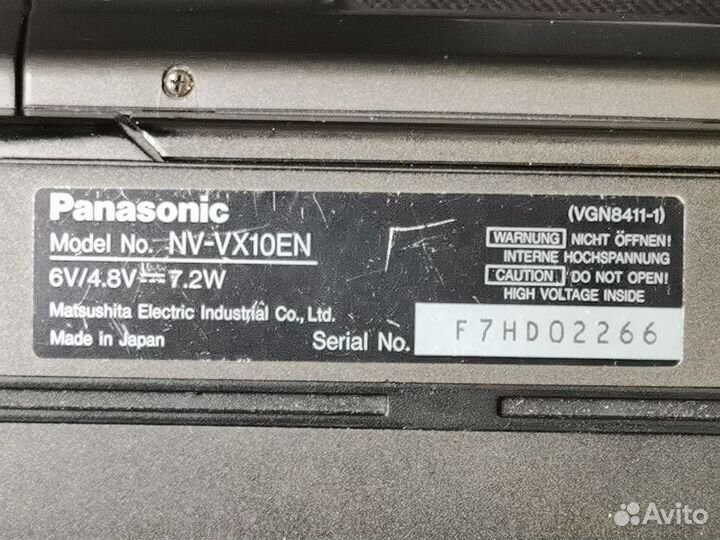 Panasonic
(VGN8411-1)
Model No. NV-VX10EN
WARNING NICHT ÖFFNEN!
INTERNE HOCHSPANNUNG
6V/4.8V⎓7.2W
CAUTION DO NOT OPEN!
HIGH VOLTAGE INSIDE
Matsushita Electric Industrial Co., Ltd.
Made in Japan
Serial No. F7HD02266
Avito